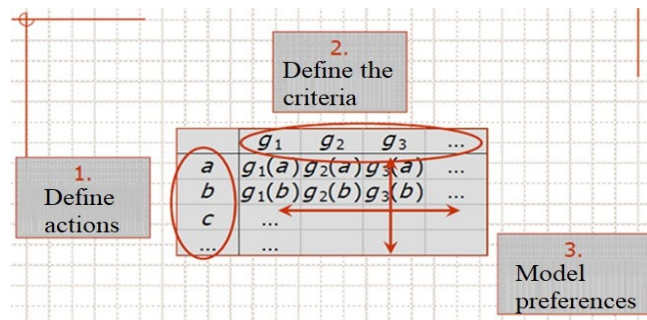 2.
Define the
criteria
g1 g2 g3 ...
1.
Define
actions
a g1(a) g2(a) g3(a) ...
b g1(b) g2(b) g3(b) ...
c ...
... ...
3.
Model
preferences